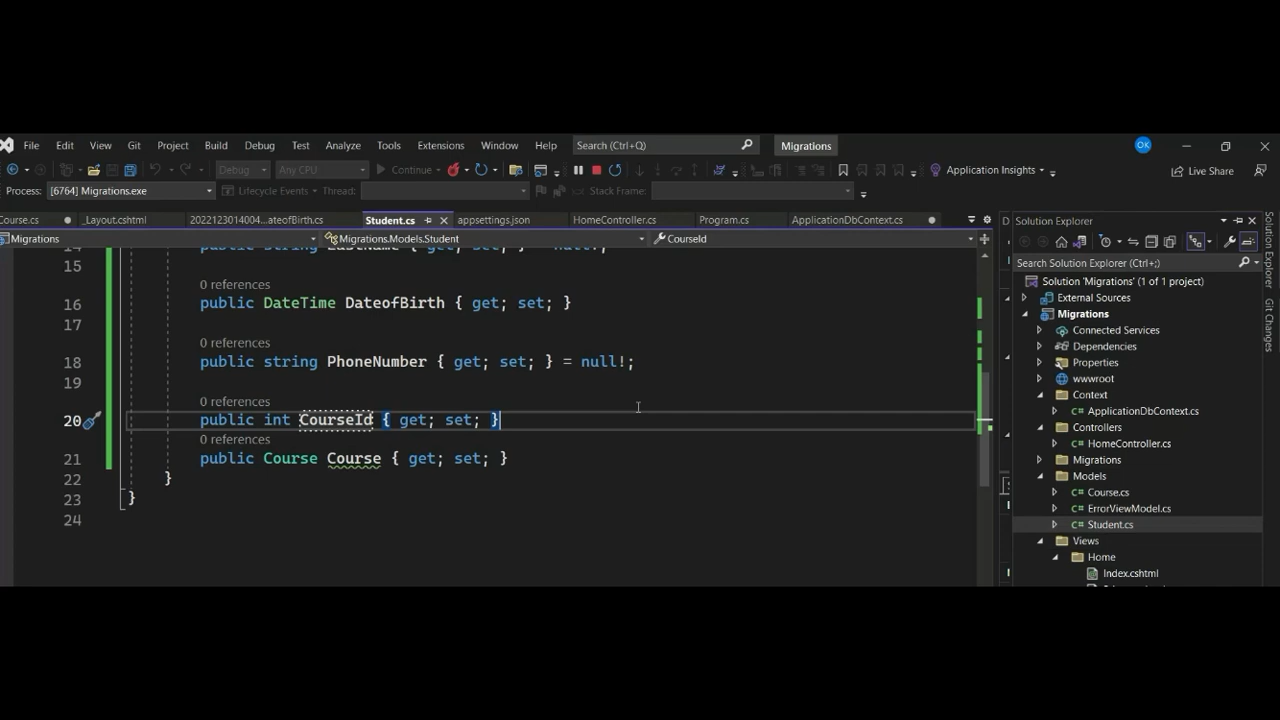 File Edit View Git Project Build Debug Test Analyze Tools Extensions Window Help Search (Ctrl+Q) Migrations OK
Debug Any CPU Continue Application Insights Live Share
Process: [6764] Migrations.exe Lifecycle Events Thread: Stack Frame:
Course.cs _Layout.cshtml 2022123014004...ateofBirth.cs Student.cs appsettings.json HomeController.cs Program.cs ApplicationDbContext.cs
Migrations Migrations.Models.Student CourseId
15
0 references
16 public DateTime DateofBirth { get; set; }
17
0 references
18 public string PhoneNumber { get; set; } = null!;
19
0 references
20 public int CourseId { get; set; }
0 references
21 public Course Course { get; set; }
22 }
23 }
24
Solution Explorer
Search Solution Explorer (Ctrl+;)
Solution 'Migrations' (1 of 1 project)
External Sources
Migrations
Connected Services
Dependencies
Properties
wwwroot
Context
C# ApplicationDbContext.cs
Controllers
C# HomeController.cs
Migrations
Models
C# Course.cs
C# ErrorViewModel.cs
C# Student.cs
Views
Home
Index.cshtml
Solution Explorer
Git Changes